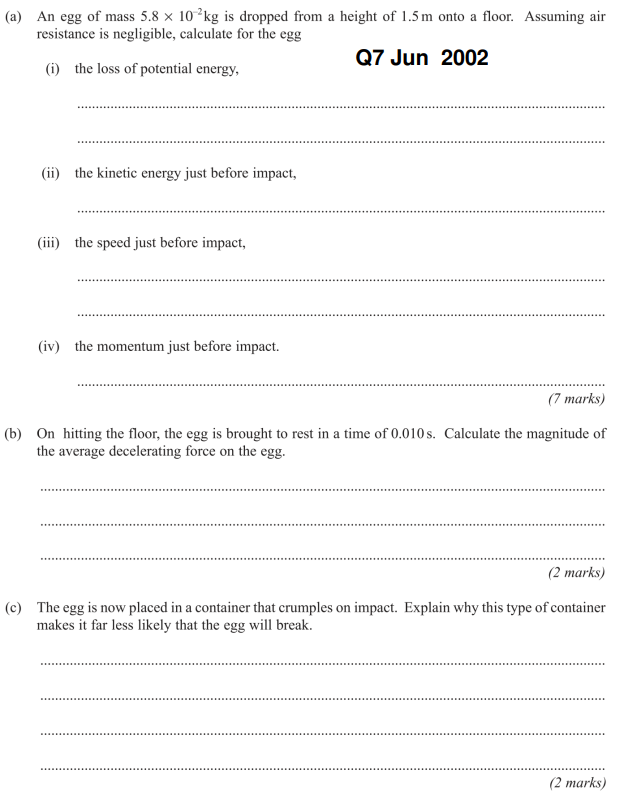 (a) An egg of mass 5.8 × 10⁻² kg is dropped from a height of 1.5 m onto a floor. Assuming air
resistance is negligible, calculate for the egg
Q7 Jun 2002
(i) the loss of potential energy,
(ii) the kinetic energy just before impact,
(iii) the speed just before impact,
(iv) the momentum just before impact.
(7 marks)
(b) On hitting the floor, the egg is brought to rest in a time of 0.010 s. Calculate the magnitude of
the average decelerating force on the egg.
(2 marks)
(c) The egg is now placed in a container that crumples on impact. Explain why this type of container
makes it far less likely that the egg will break.
(2 marks)